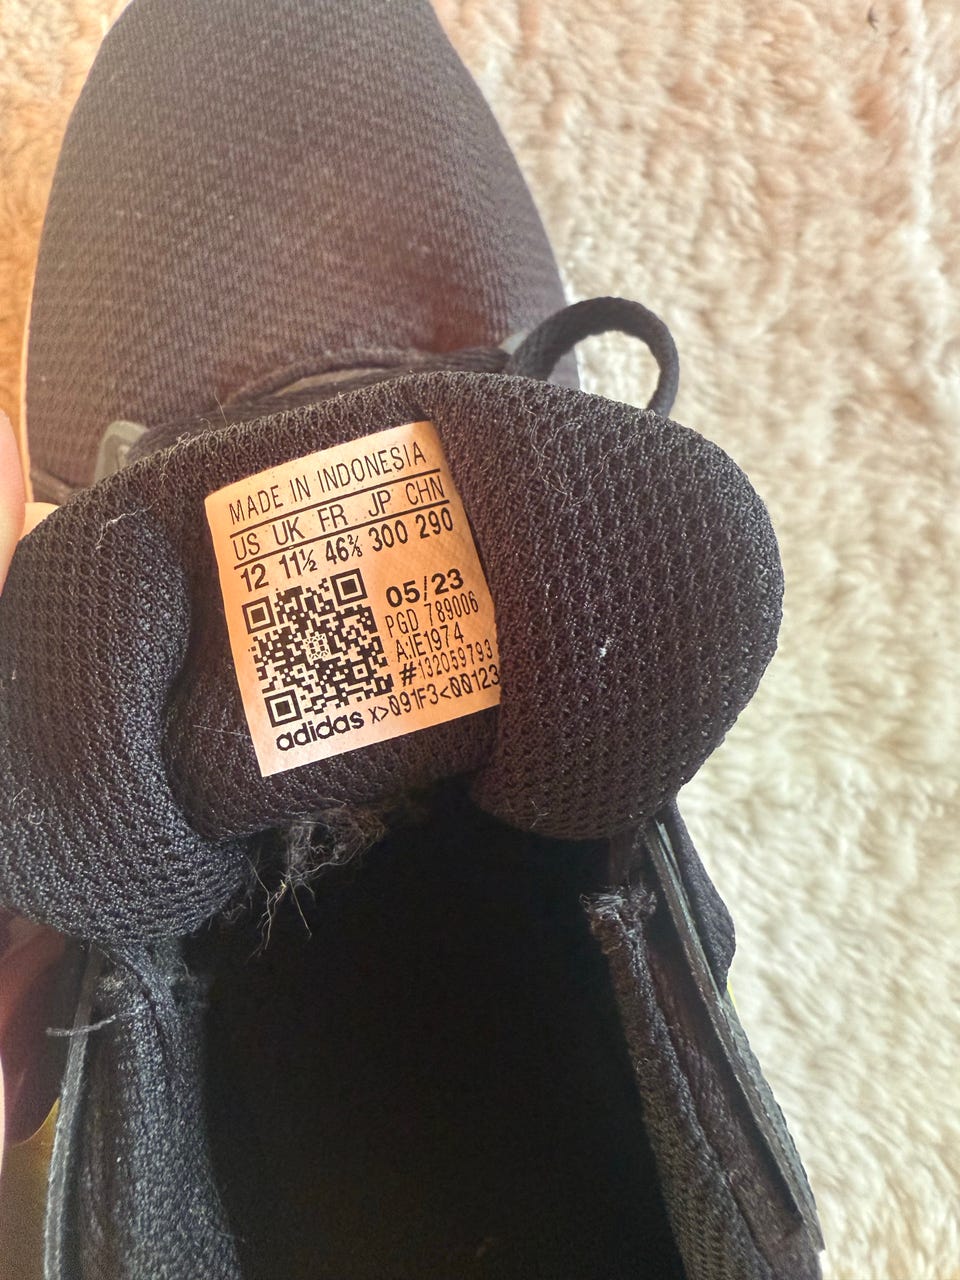 MADE IN INDONESIA
US UK FR JP CHN
12 11½ 46⅔ 300 290
05/23
PGD 789006
A:IE1974
#132059793
adidas X>091F3<00123